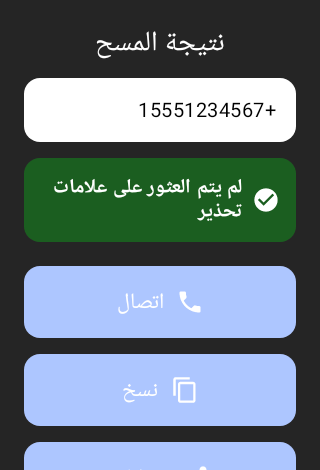 نتيجة المسح
15551234567+
لم يتم العثور على علامات
تحذير
اتصال
نسخ